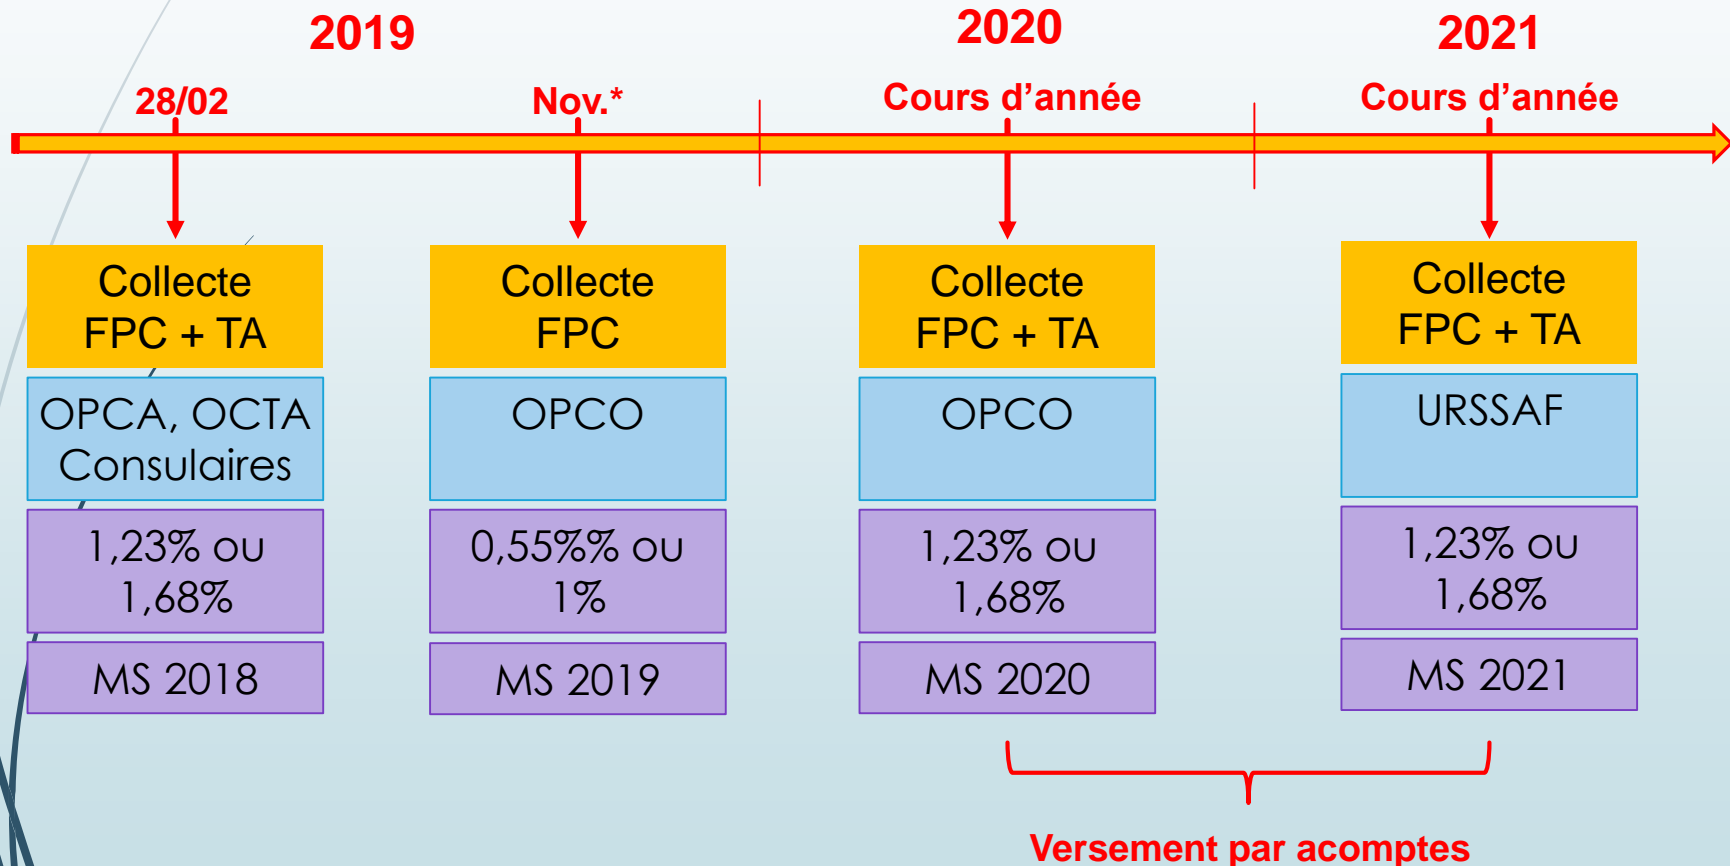 2019
2020
2021
28/02
Nov.*
Cours d’année
Cours d’année
Collecte
FPC + TA
OPCA, OCTA
Consulaires
1,23% ou
1,68%
MS 2018
Collecte
FPC
OPCO
0,55%% ou
1%
MS 2019
Collecte
FPC + TA
OPCO
1,23% ou
1,68%
MS 2020
Collecte
FPC + TA
URSSAF
1,23% ou
1,68%
MS 2021
Versement par acomptes